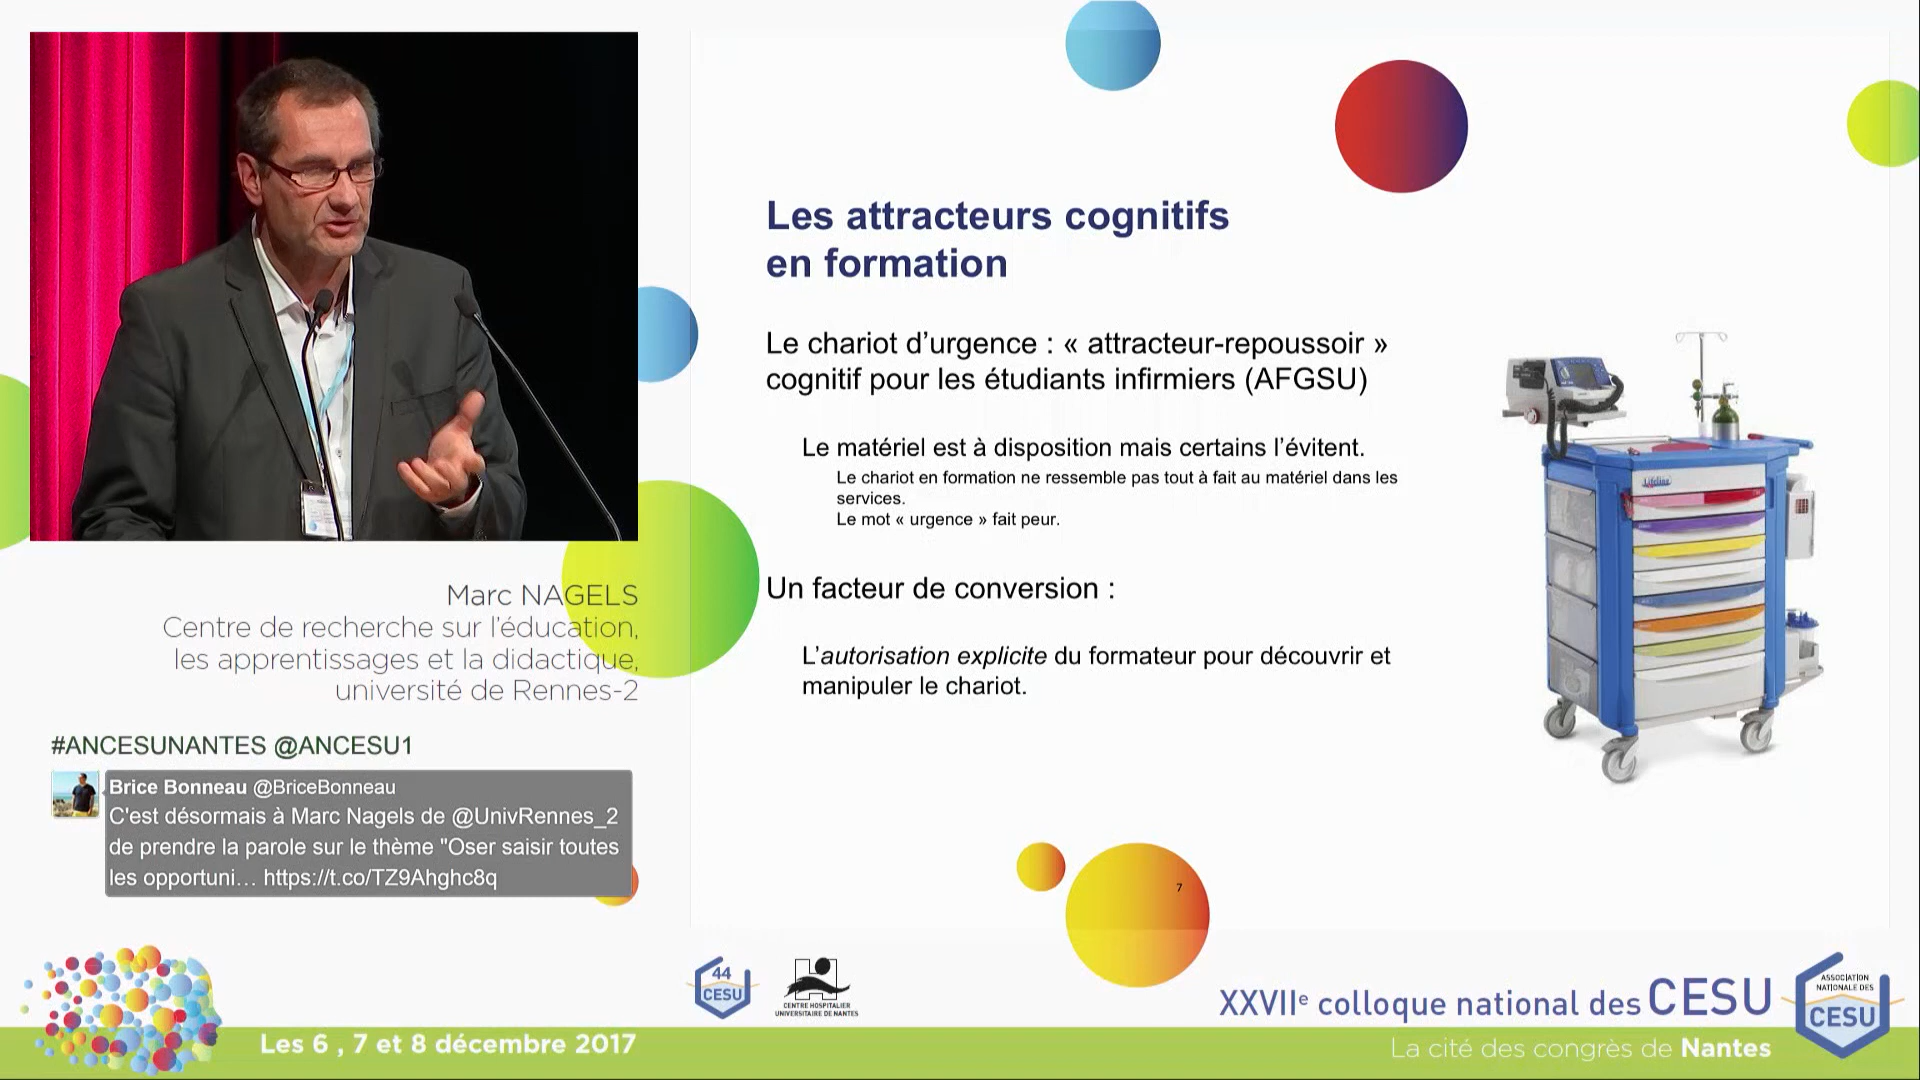 Les attracteurs cognitifs
en formation
Le chariot d’urgence : « attracteur-repoussoir »
cognitif pour les étudiants infirmiers (AFGSU)
Le matériel est à disposition mais certains l’évitent.
Le chariot en formation ne ressemble pas tout à fait au matériel dans les
services.
Le mot « urgence » fait peur.
Un facteur de conversion :
L’autorisation explicite du formateur pour découvrir et
manipuler le chariot.
Lifeline
7
Marc NAGELS
Centre de recherche sur l’éducation,
les apprentissages et la didactique,
université de Rennes-2
#ANCESUNANTES @ANCESU1
Brice Bonneau @BriceBonneau
C'est désormais à Marc Nagels de @UnivRennes_2
de prendre la parole sur le thème "Oser saisir toutes
les opportuni… https://t.co/TZ9Ahghc8q
44
CESU
CENTRE HOSPITALIER
UNIVERSITAIRE DE NANTES
XXVIIe colloque national des CESU
ASSOCIATION
NATIONALE DES
CESU
Les 6 , 7 et 8 décembre 2017
La cité des congrès de Nantes